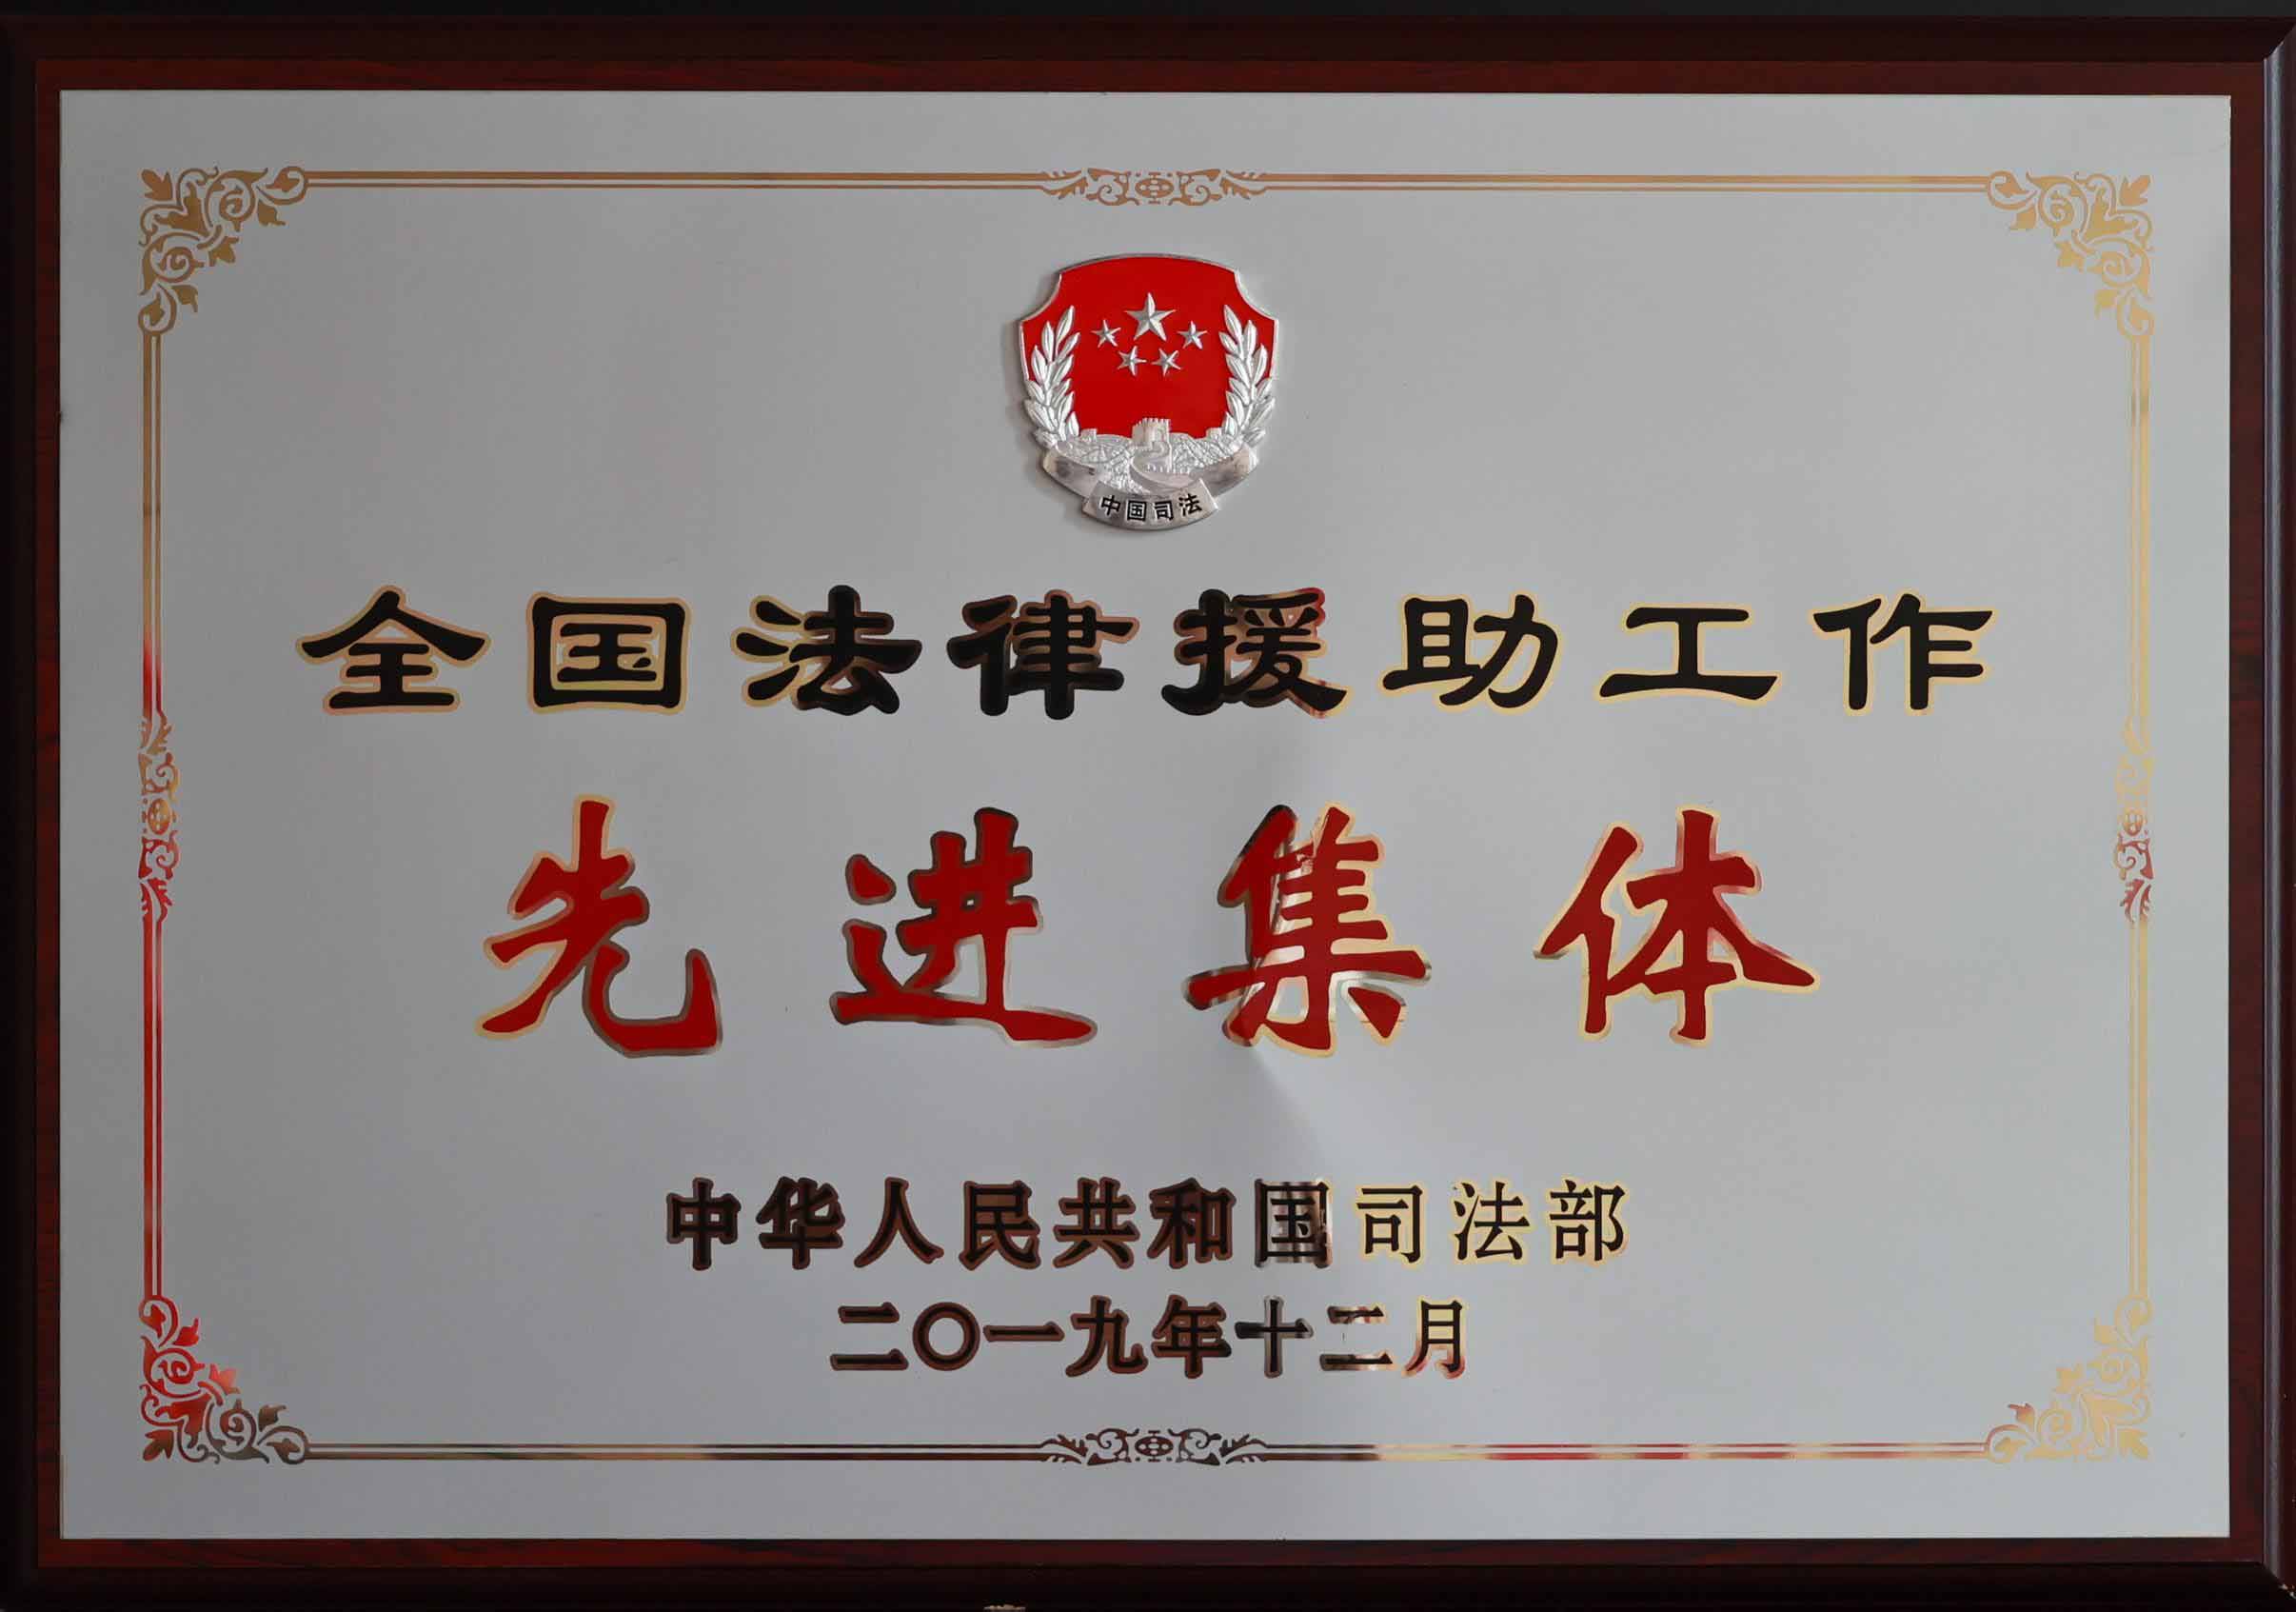 中国司法
全国法律援助工作
先进集体
中华人民共和国司法部
二〇一九年十二月